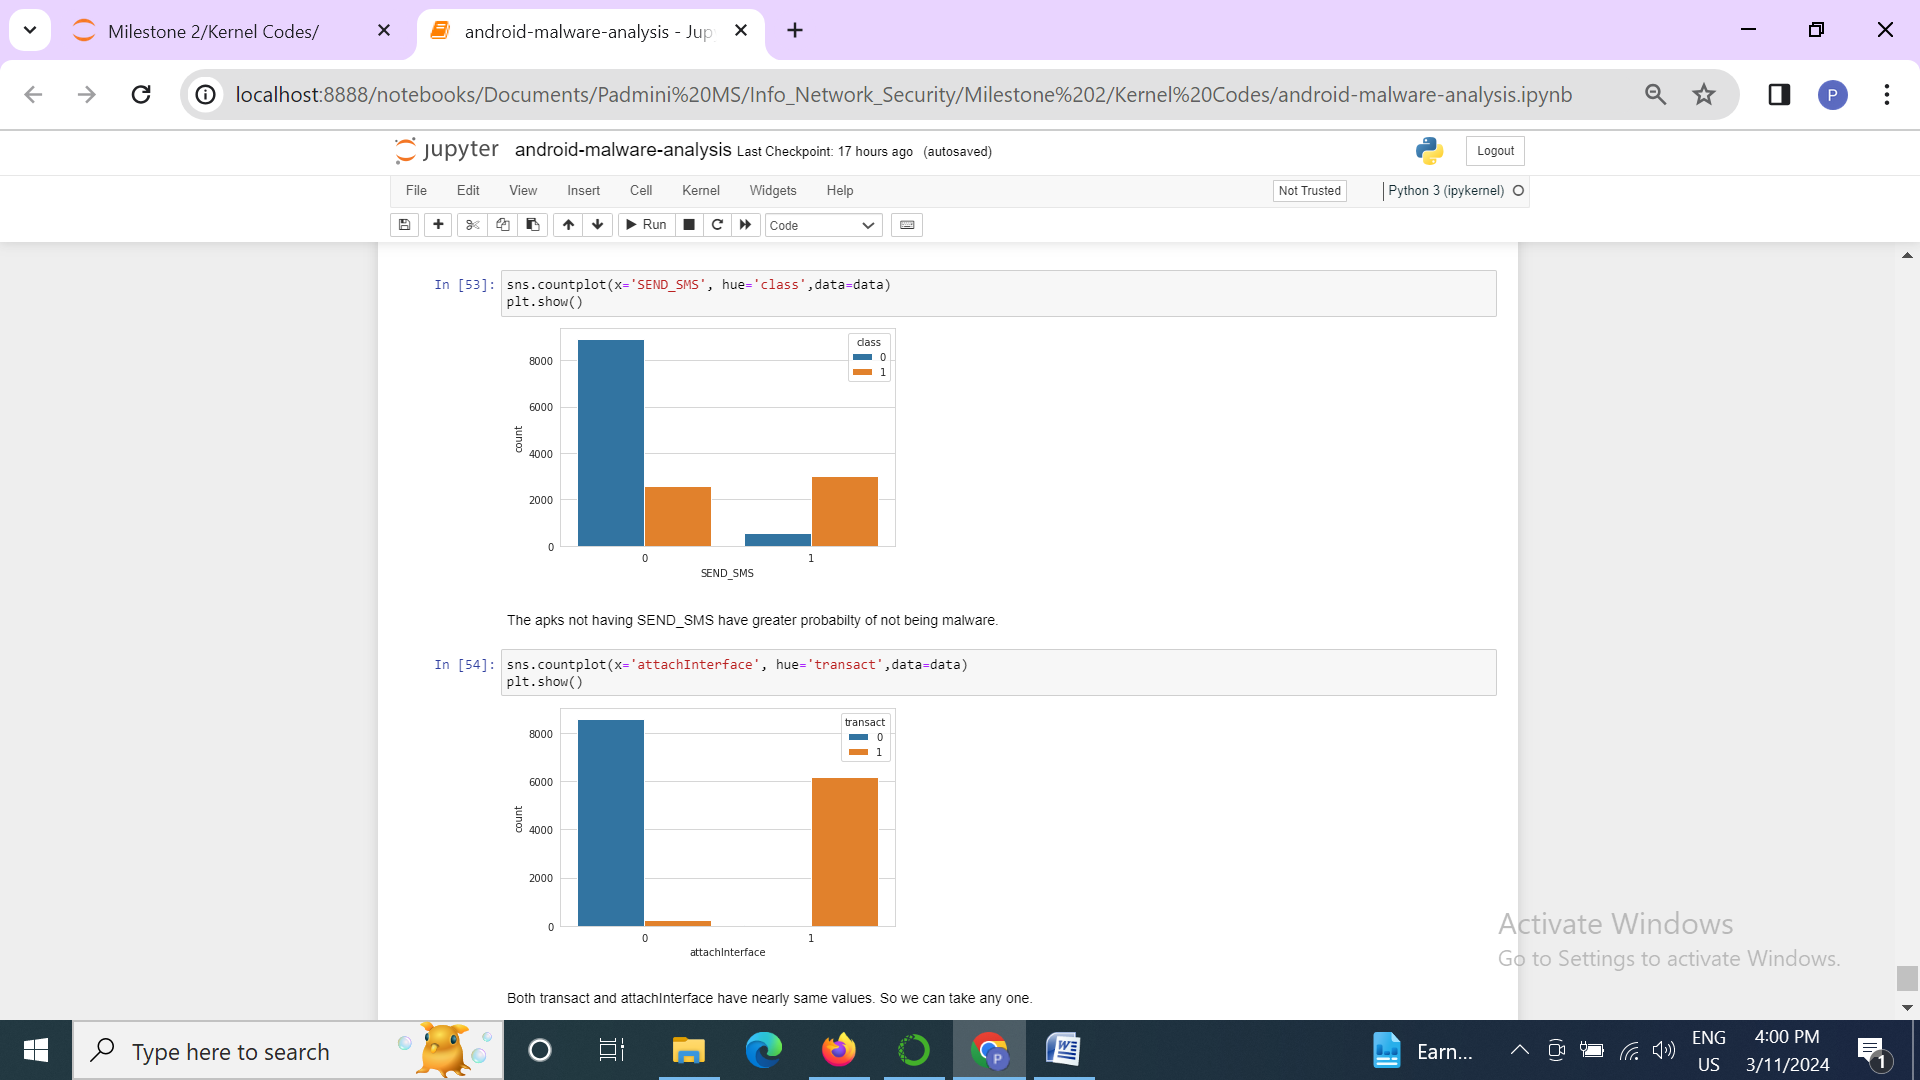 Milestone 2/Kernel Codes/
android-malware-analysis - Jup
localhost:8888/notebooks/Documents/Padmini%20MS/Info_Network_Security/Milestone%202/Kernel%20Codes/android-malware-analysis.ipynb
P
jupyter android-malware-analysis Last Checkpoint: 17 hours ago (autosaved)
Logout
File Edit View Insert Cell Kernel Widgets Help
Not Trusted
Python 3 (ipykernel)
Run
Code
In [53]: sns.countplot(x='SEND_SMS', hue='class',data=data)
plt.show()
class
0
1
8000
6000
4000
2000
0
count
0 1
SEND_SMS
The apks not having SEND_SMS have greater probabilty of not being malware.
In [54]: sns.countplot(x='attachInterface', hue='transact',data=data)
plt.show()
transact
0
1
8000
6000
4000
2000
0
count
0 1
attachInterface
Both transact and attachInterface have nearly same values. So we can take any one.
Activate Windows
Go to Settings to activate Windows.
Type here to search
P
W
Earn...
ENG
US
4:00 PM
3/11/2024
1